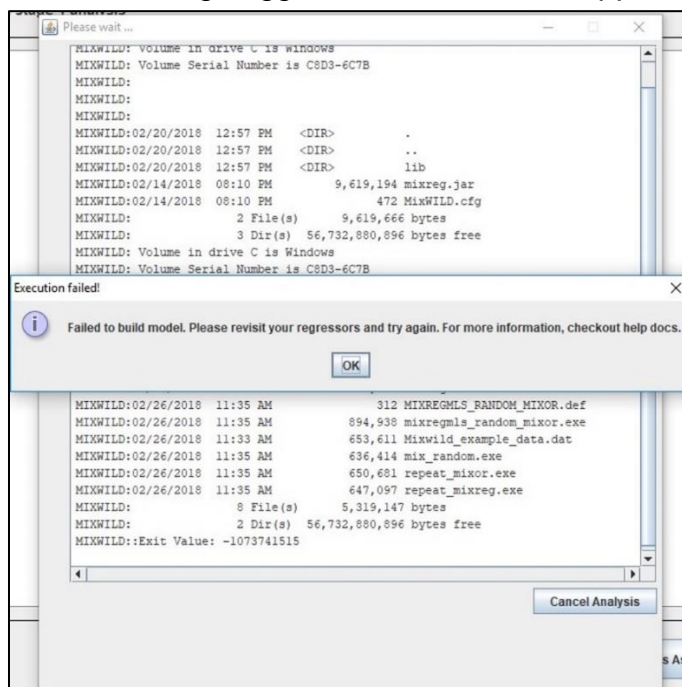 Please wait ...
MIXWILD: Volume in drive C is Windows
MIXWILD: Volume Serial Number is C8D3-6C7B
MIXWILD:
MIXWILD:
MIXWILD:
MIXWILD:02/20/2018 12:57 PM <DIR> .
MIXWILD:02/20/2018 12:57 PM <DIR> ..
MIXWILD:02/20/2018 12:57 PM <DIR> lib
MIXWILD:02/14/2018 08:10 PM 9,619,194 mixreg.jar
MIXWILD:02/14/2018 08:10 PM 472 MixWILD.cfg
MIXWILD: 2 File(s) 9,619,666 bytes
MIXWILD: 3 Dir(s) 56,732,880,896 bytes free
MIXWILD: Volume in drive C is Windows
MIXWILD: Volume Serial Number is C8D3-6C7B
Execution failed!
Failed to build model. Please revisit your regressors and try again. For more information, checkout help docs.
OK
MIXWILD:02/26/2018 11:35 AM 312 MIXREGMLS_RANDOM_MIXOR.def
MIXWILD:02/26/2018 11:35 AM 894,938 mixregmls_random_mixor.exe
MIXWILD:02/26/2018 11:33 AM 653,611 Mixwild_example_data.dat
MIXWILD:02/26/2018 11:35 AM 636,414 mix_random.exe
MIXWILD:02/26/2018 11:35 AM 650,681 repeat_mixor.exe
MIXWILD:02/26/2018 11:35 AM 647,097 repeat_mixreg.exe
MIXWILD: 8 File(s) 5,319,147 bytes
MIXWILD: 2 Dir(s) 56,732,880,896 bytes free
MIXWILD::Exit Value: -1073741515
Cancel Analysis